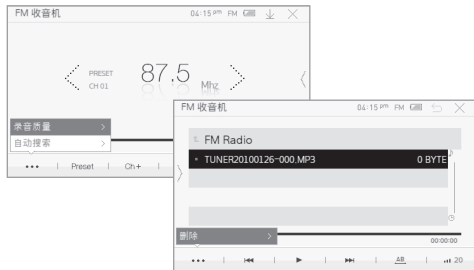 FM 收音机 04:15 PM FM
PRESET
CH 01
87.5 Mhz
录音质量 >
自动搜索 >
••• | Preset | Ch+ |
FM 收音机 04:15 PM FM
FM Radio
TUNER20100126-000.MP3 0 BYTE
删除 >
00:00:00
AB
20